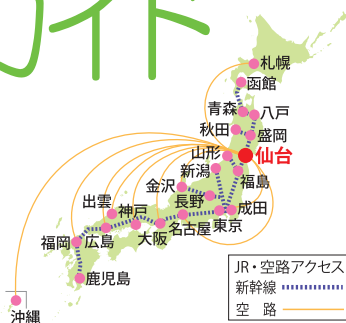 ガイド
札幌
函館
青森
八戸
秋田
盛岡
山形
仙台
新潟
福島
金沢
長野
成田
東京
出雲
神戸
名古屋
大阪
福岡
広島
鹿児島
沖縄
JR・空路アクセス
新幹線
空 路